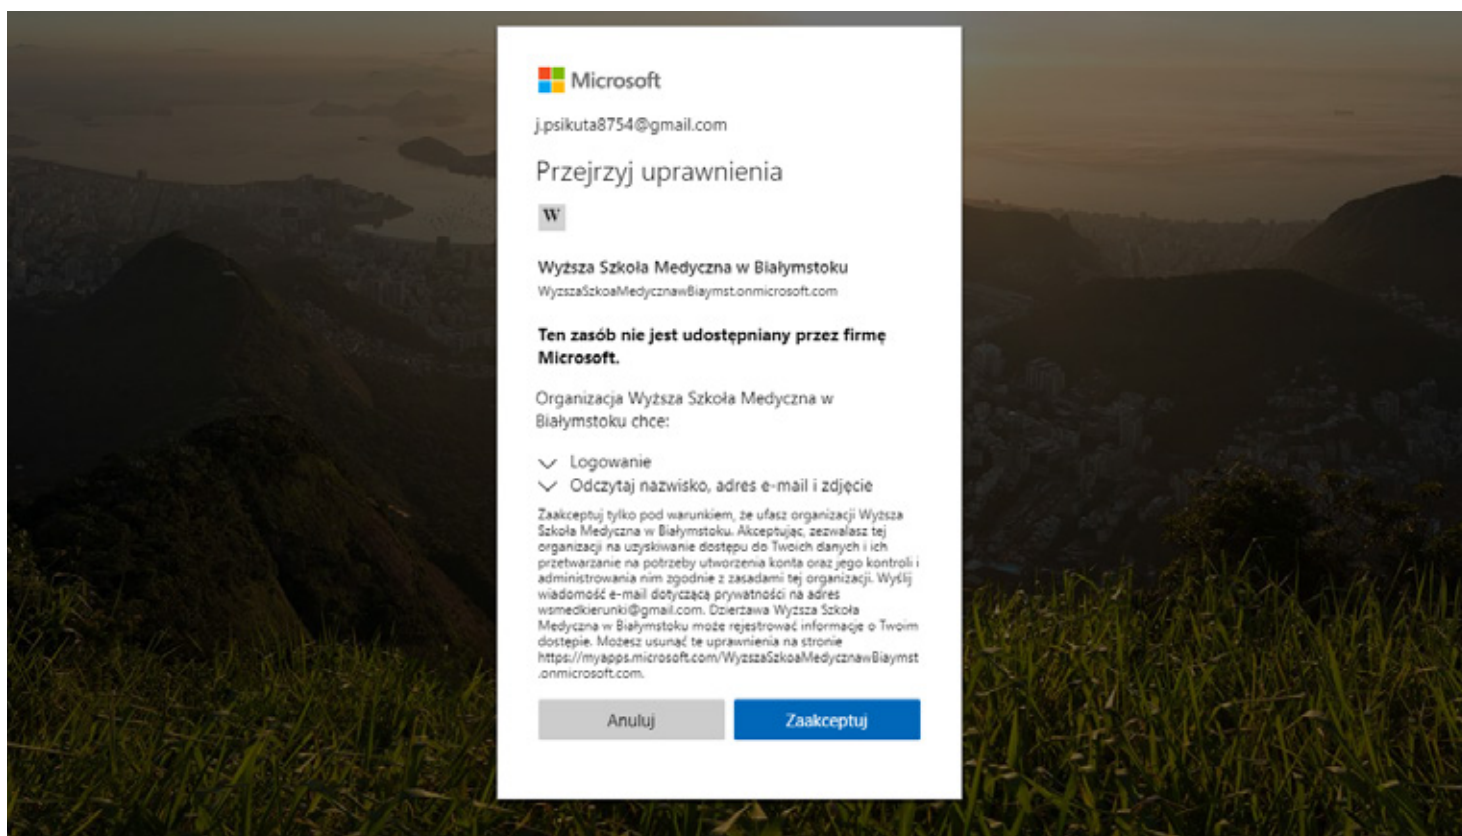 Microsoft
j.psikuta8754@gmail.com
Przejrzyj uprawnienia
W
Wyższa Szkoła Medyczna w Białymstoku
WyzszaSzkoaMedycznawBiaymst.onmicrosoft.com
Ten zasób nie jest udostępniany przez firmę
Microsoft.
Organizacja Wyższa Szkoła Medyczna w
Białymstoku chce:
Logowanie
Odczytaj nazwisko, adres e-mail i zdjęcie
Zaakceptuj tylko pod warunkiem, że ufasz organizacji Wyższa
Szkoła Medyczna w Białymstoku. Akceptując, zezwalasz tej
organizacji na uzyskiwanie dostępu do Twoich danych i ich
przetwarzanie na potrzeby utworzenia konta oraz jego kontroli i
administrowania nim zgodnie z zasadami tej organizacji. Wyślij
wiadomość e-mail dotyczącą prywatności na adres
wsmedkierunki@gmail.com. Dzierżawa Wyższa Szkoła
Medyczna w Białymstoku może rejestrować informacje o Twoim
dostępie. Możesz usunąć te uprawnienia na stronie
https://myapps.microsoft.com/WyzszaSzkoaMedycznawBiaymst
.onmicrosoft.com.
Anuluj
Zaakceptuj